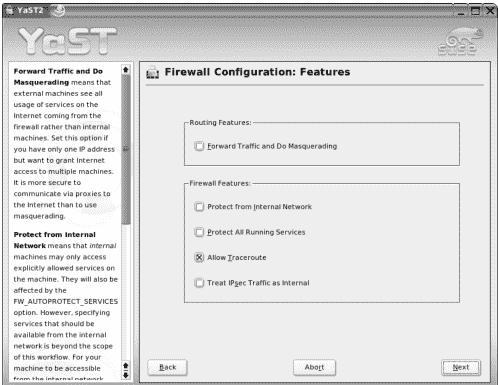 YaST2
YaST
Forward Traffic and Do
Masquerading means that
external machines see all
usage of services on the
Internet coming from the
firewall rather than internal
machines. Set this option if
you have only one IP address
but want to grant Internet
access to multiple machines.
It is more secure to
communicate via proxies to
the Internet than to use
masquerading.
Protect from Internal
Network means that internal
machines may only access
explicitly allowed services on
the machine. They will also be
affected by the
FW_AUTOPROTECT_SERVICES
option. However, specifying
services that should be
available from the internal
network is beyond the scope
of this workflow. For your
machine to be accessible
from the internal network
Firewall Configuration: Features
Routing Features:
Forward Traffic and Do Masquerading
Firewall Features:
Protect from Internal Network
Protect All Running Services
Allow Traceroute
Treat IPsec Traffic as Internal
Back
Abort
Next